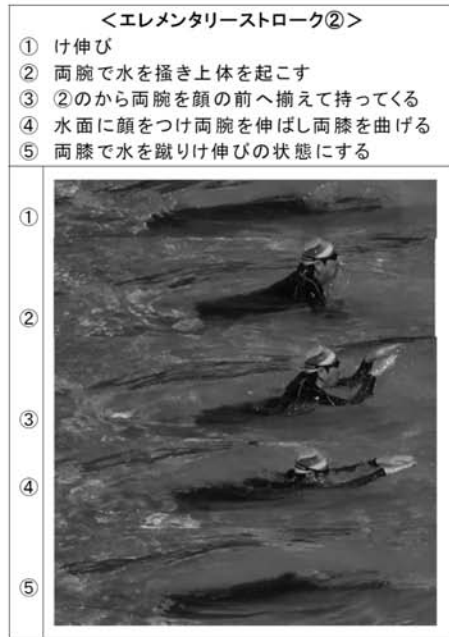 ＜エレメンタリーストローク②＞
① け伸び
② 両腕で水を掻き上体を起こす
③ ②のから両腕を顔の前へ揃えて持ってくる
④ 水面に顔をつけ両腕を伸ばし両膝を曲げる
⑤ 両膝で水を蹴りけ伸びの状態にする
①
②
③
④
⑤